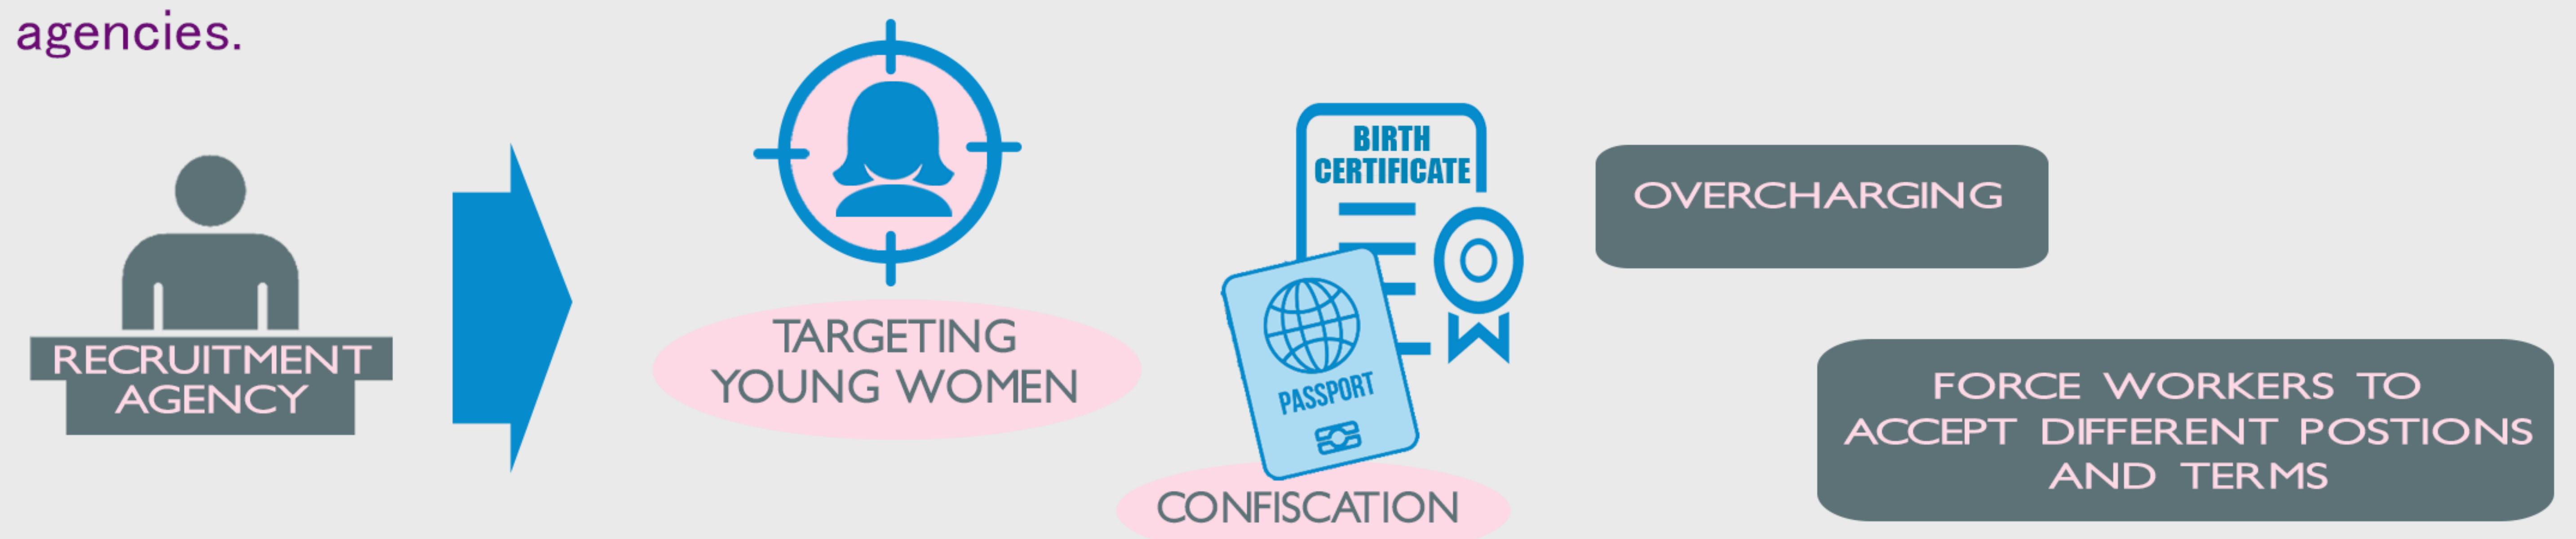 agencies.
RECRUITMENT
AGENCY
TARGETING
YOUNG WOMEN
BIRTH
CERTIFICATE
PASSPORT
CONFISCATION
OVERCHARGING
FORCE WORKERS TO
ACCEPT DIFFERENT POSTIONS
AND TERMS